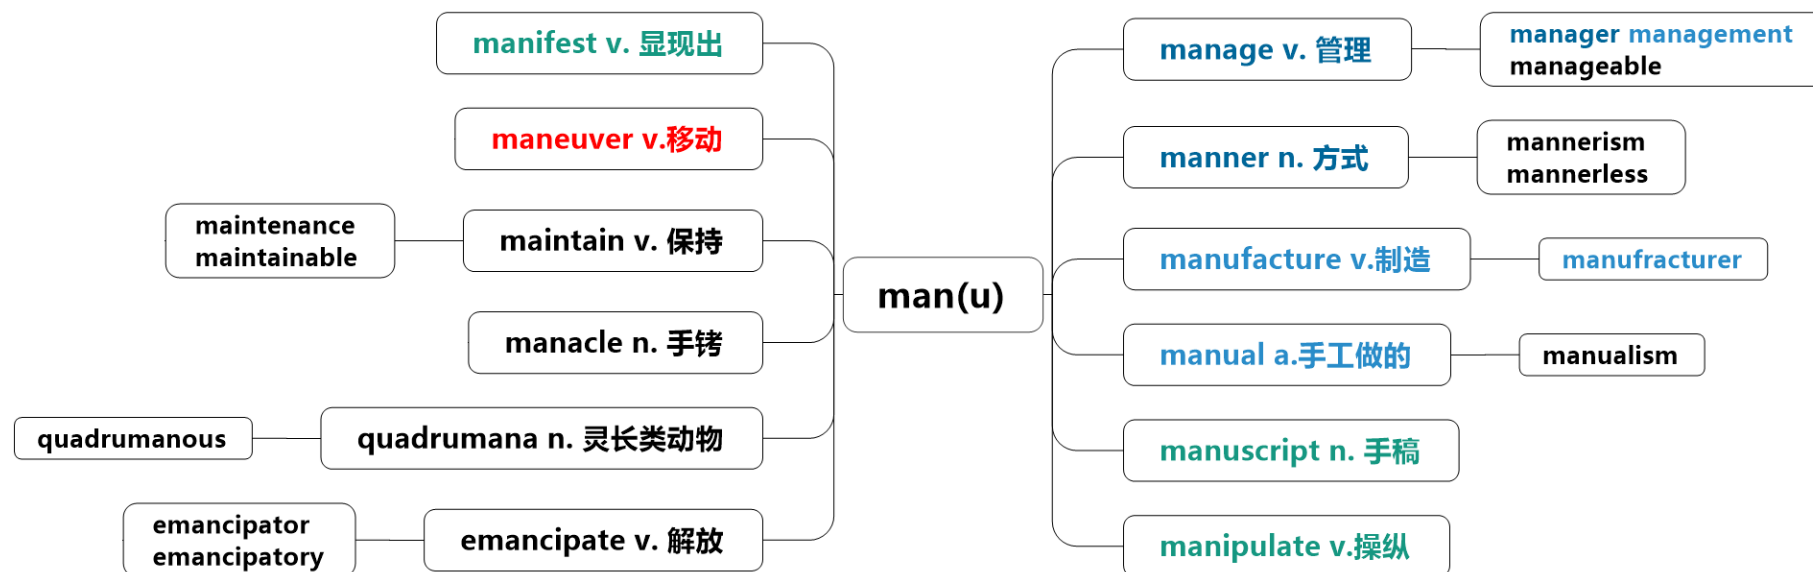 manifest v. 显现出
maneuver v.移动
maintenance
maintainable
maintain v. 保持
manacle n. 手铐
quadrumanous
quadrumana n. 灵长类动物
emancipator
emancipatory
emancipate v. 解放
man(u)
manage v. 管理
manager management
manageable
manner n. 方式
mannerism
mannerless
manufacture v.制造
manufracturer
manual a.手工做的
manualism
manuscript n. 手稿
manipulate v.操纵